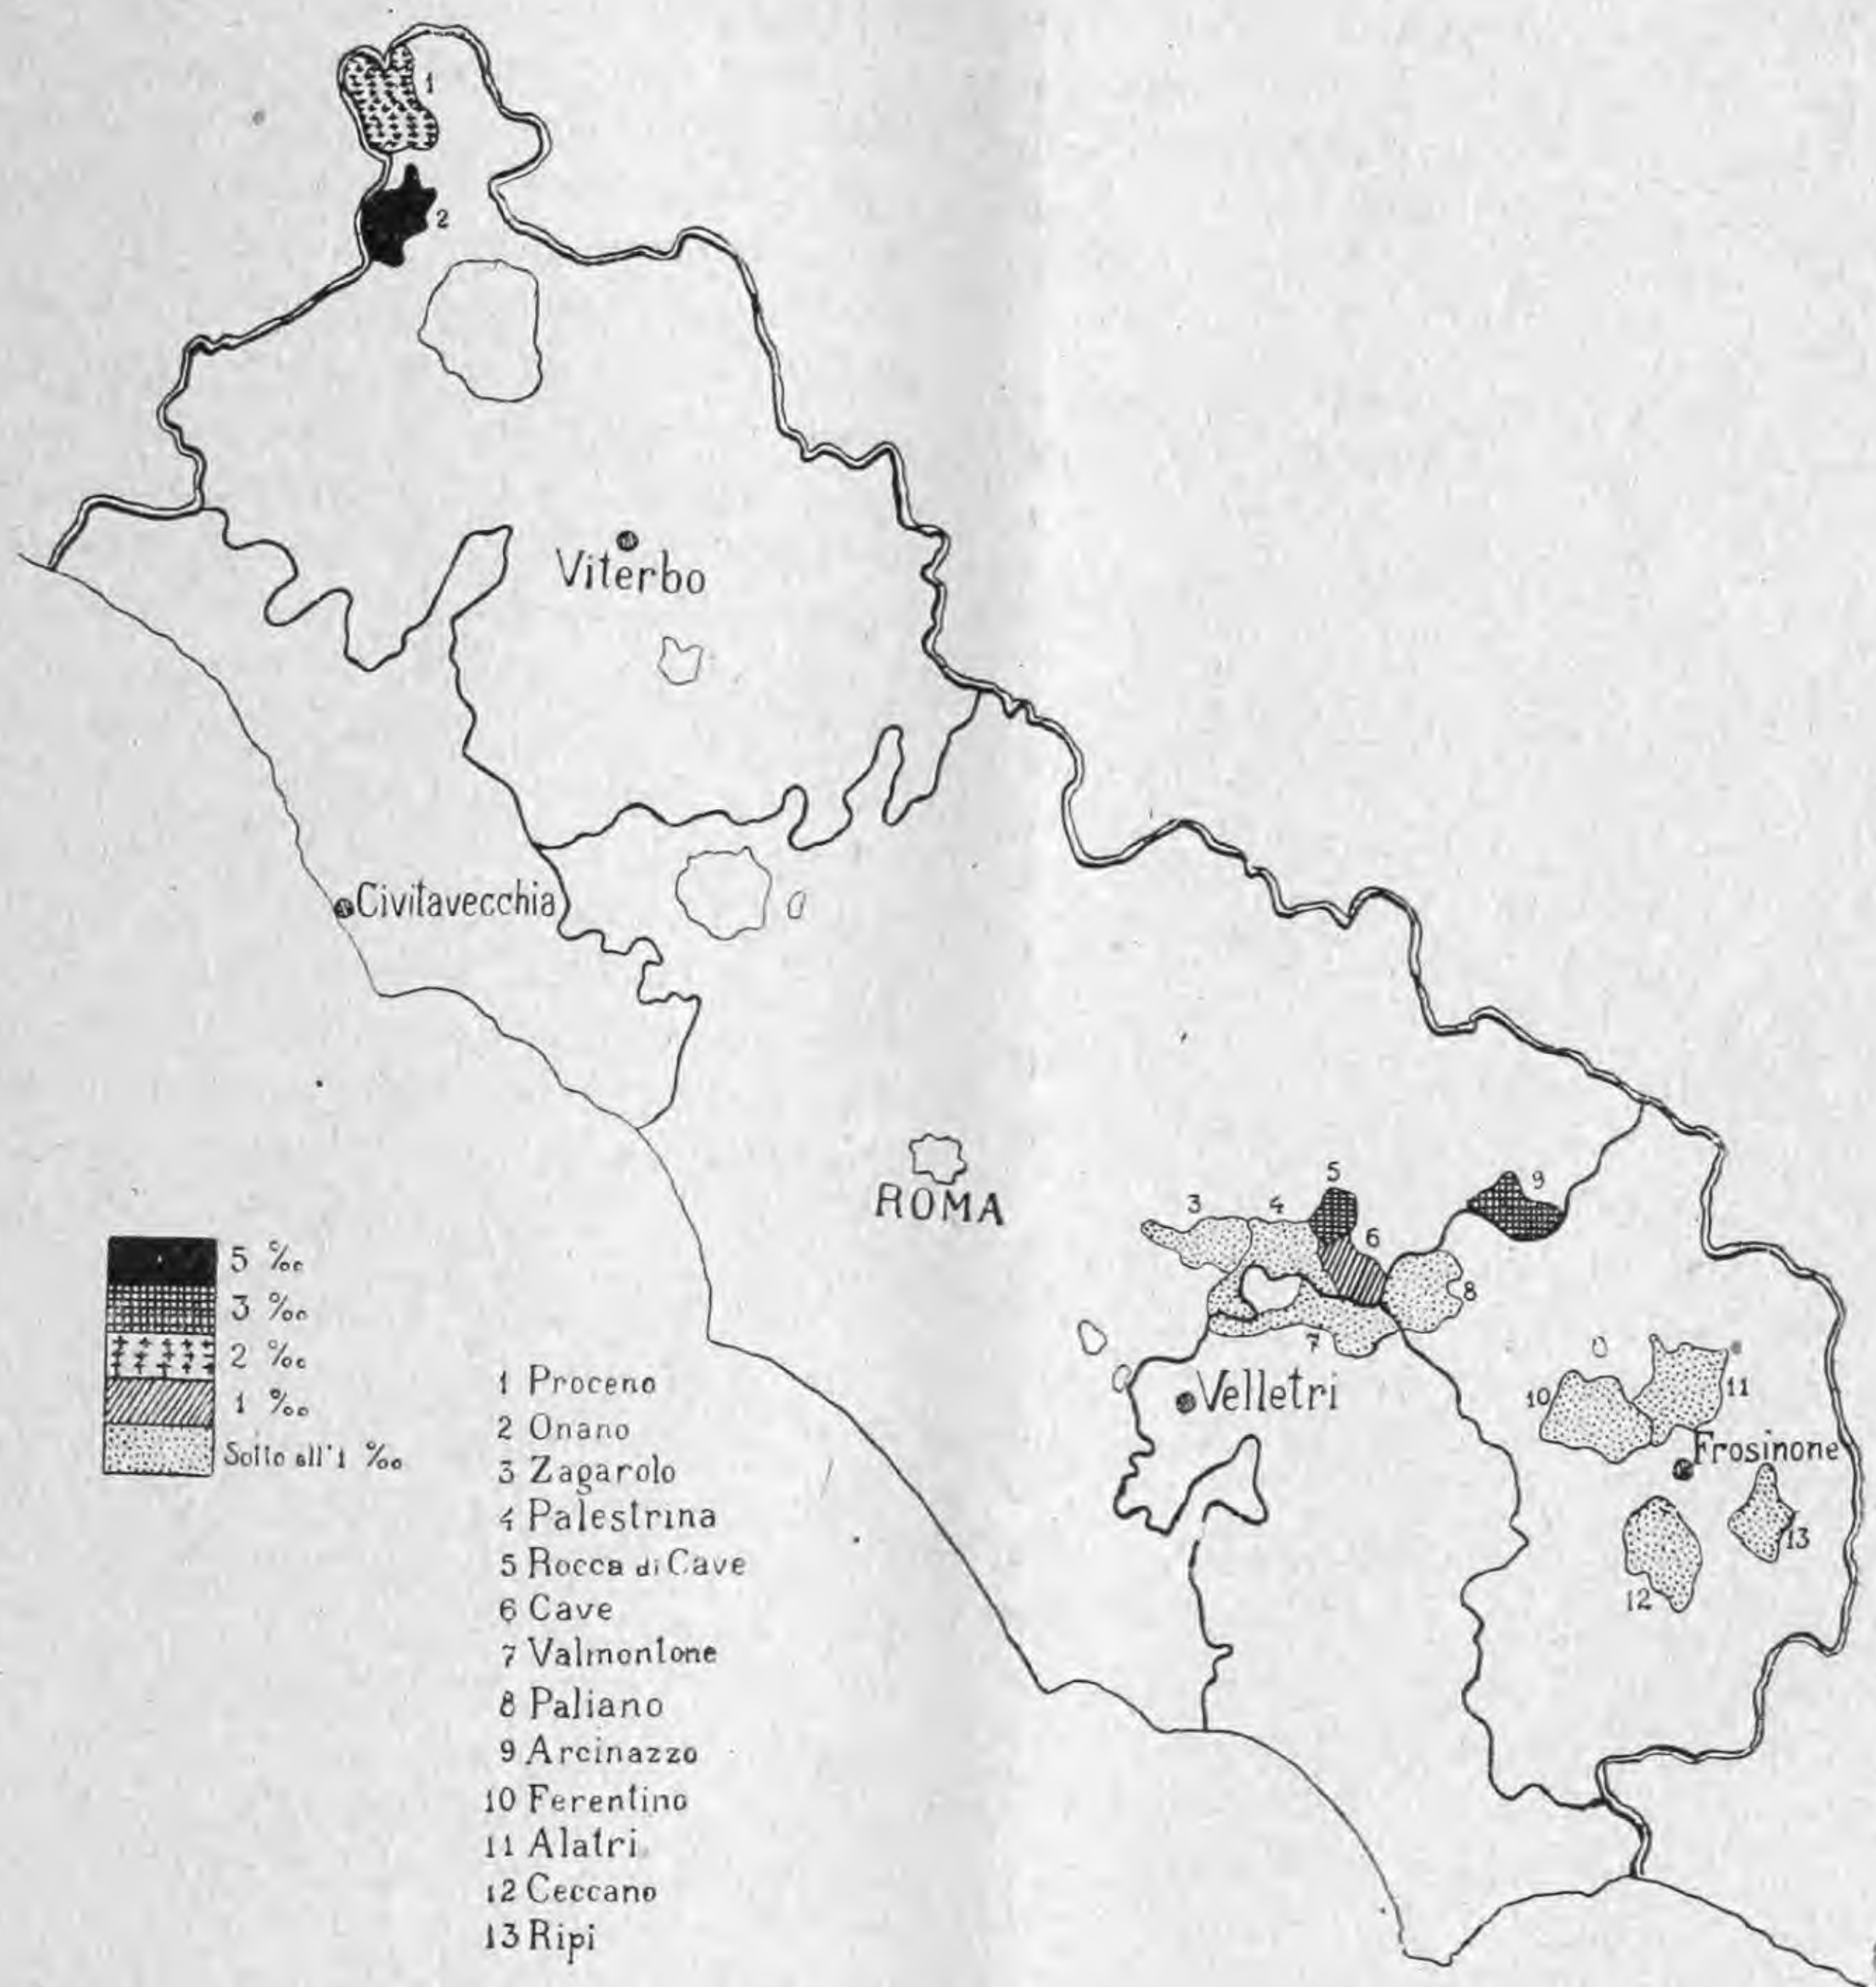 1
2
Viterbo
Civitavecchia
ROMA
3
4
5
6
7
8
9
Velletri
10
11
Frosinone
12
13
5 ‰
3 ‰
2 ‰
1 ‰
Sotto all'1 ‰
1 Proceno
2 Onano
3 Zagarolo
4 Palestrina
5 Rocca di Cave
6 Cave
7 Valmontone
8 Paliano
9 Arcinazzo
10 Ferentino
11 Alatri
12 Ceccano
13 Ripi